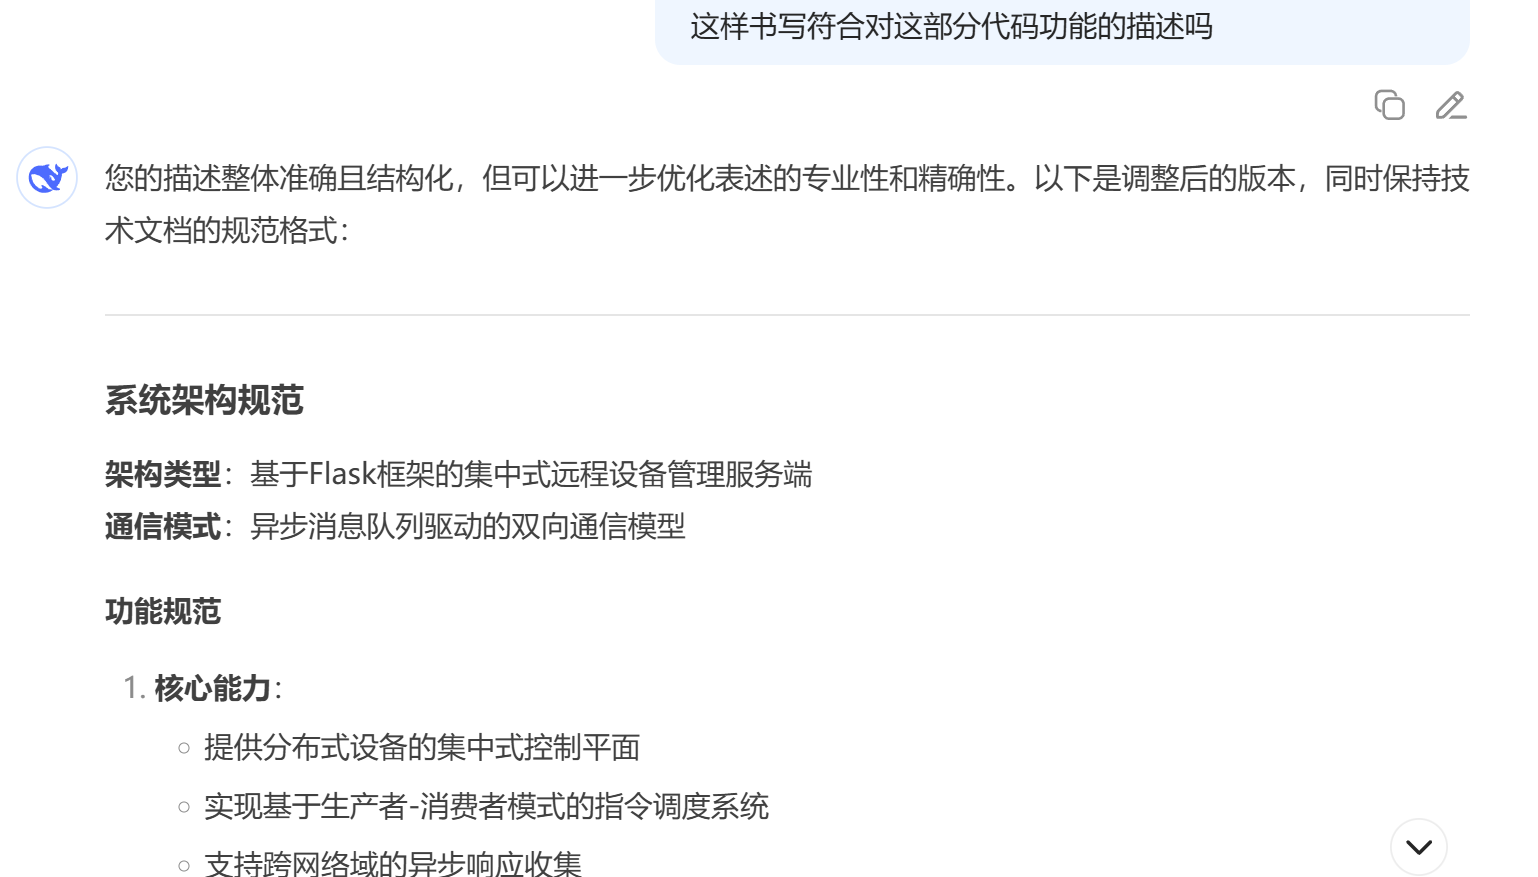 这样书写符合对这部分代码功能的描述吗
您的描述整体准确且结构化，但可以进一步优化表述的专业性和精确性。以下是调整后的版本，同时保持技
术文档的规范格式：
系统架构规范
架构类型：基于Flask框架的集中式远程设备管理服务端
通信模式：异步消息队列驱动的双向通信模型
功能规范
1. 核心能力：
○ 提供分布式设备的集中式控制平面
○ 实现基于生产者-消费者模式的指令调度系统
○ 支持跨网络域的异步响应收集